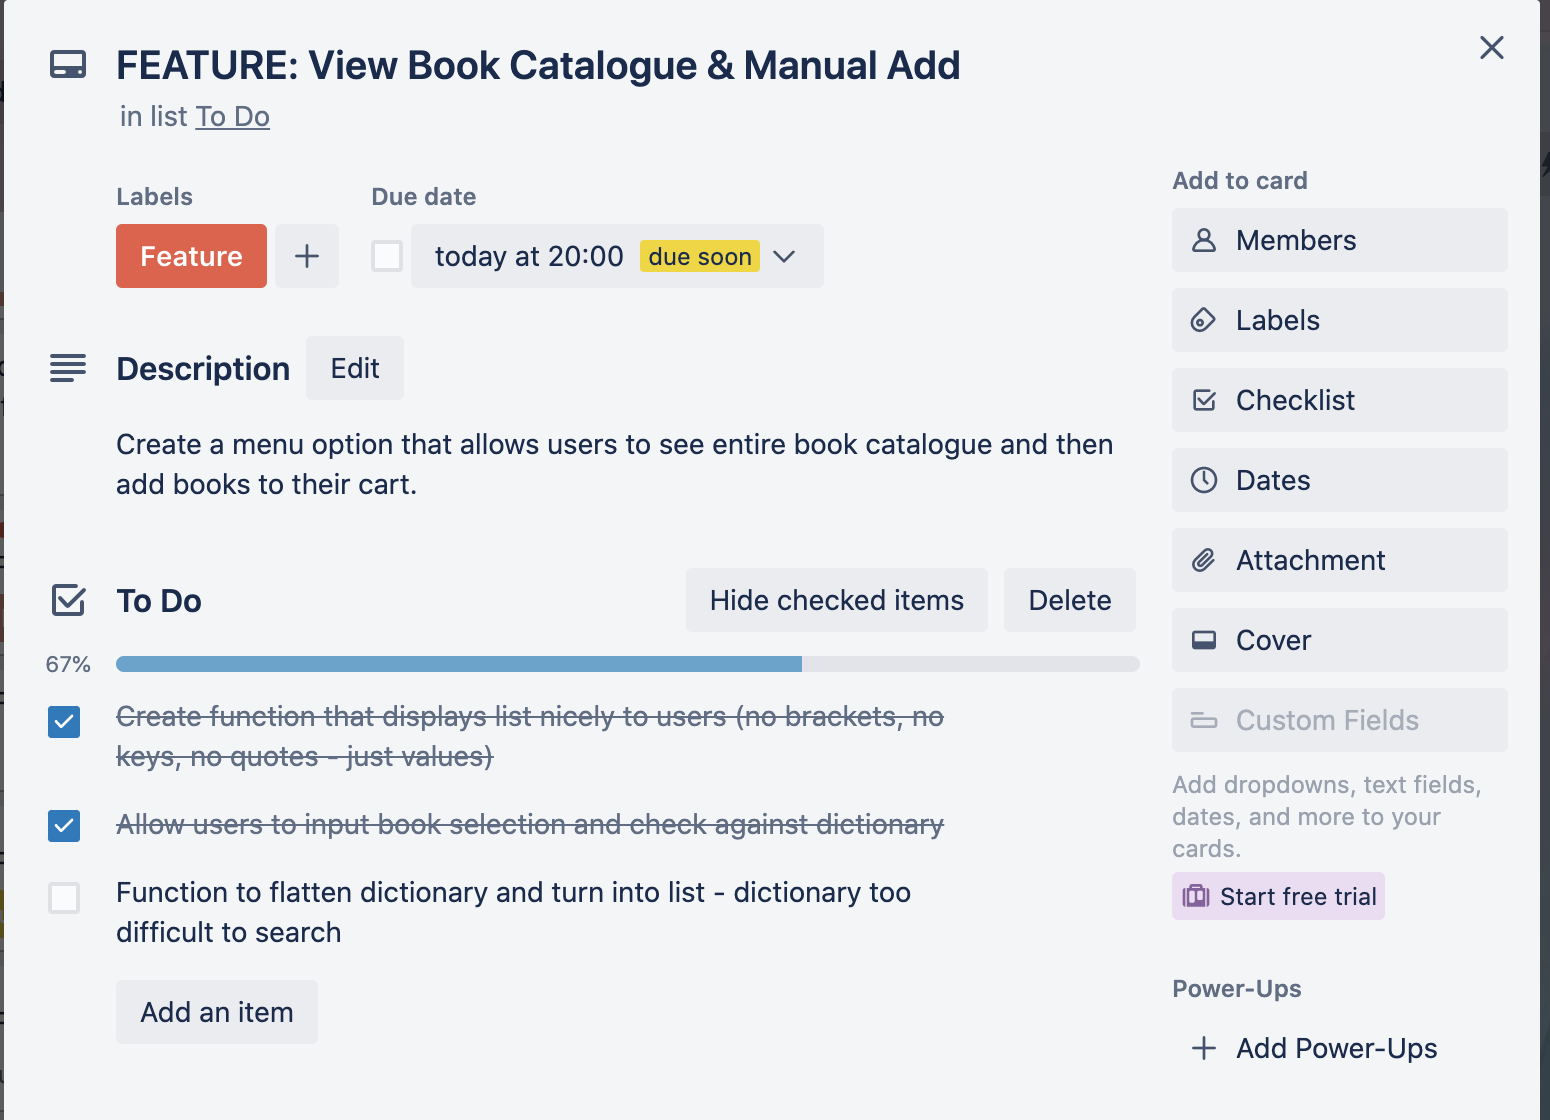 FEATURE: View Book Catalogue & Manual Add
in list To Do
Labels
Due date
Feature
today at 20:00 due soon
Description
Edit
Create a menu option that allows users to see entire book catalogue and then
add books to their cart.
To Do
Hide checked items
Delete
67%
Create function that displays list nicely to users (no brackets, no
keys, no quotes - just values)
Allow users to input book selection and check against dictionary
Function to flatten dictionary and turn into list - dictionary too
difficult to search
Add an item
Add to card
Members
Labels
Checklist
Dates
Attachment
Cover
Custom Fields
Add dropdowns, text fields,
dates, and more to your
cards.
Start free trial
Power-Ups
Add Power-Ups